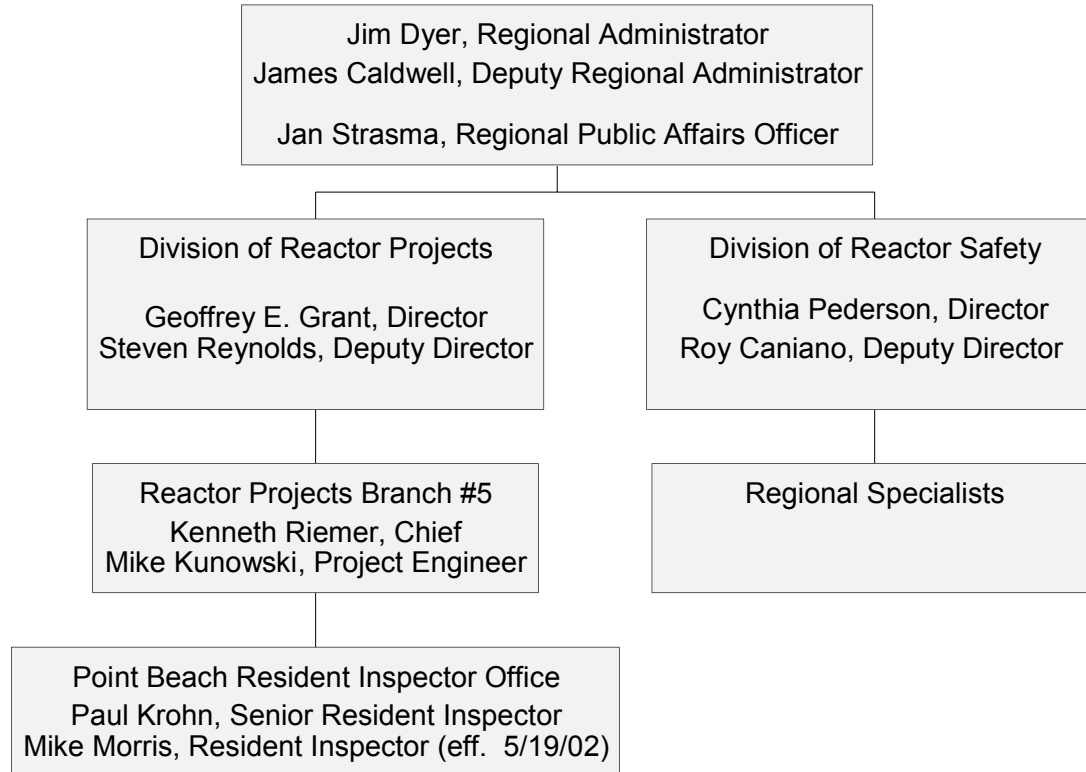 Jim Dyer, Regional Administrator
James Caldwell, Deputy Regional Administrator
Jan Strasma, Regional Public Affairs Officer
Division of Reactor Projects
Geoffrey E. Grant, Director
Steven Reynolds, Deputy Director
Division of Reactor Safety
Cynthia Pederson, Director
Roy Caniano, Deputy Director
Reactor Projects Branch #5
Kenneth Riemer, Chief
Mike Kunowski, Project Engineer
Regional Specialists
Point Beach Resident Inspector Office
Paul Krohn, Senior Resident Inspector
Mike Morris, Resident Inspector (eff. 5/19/02)